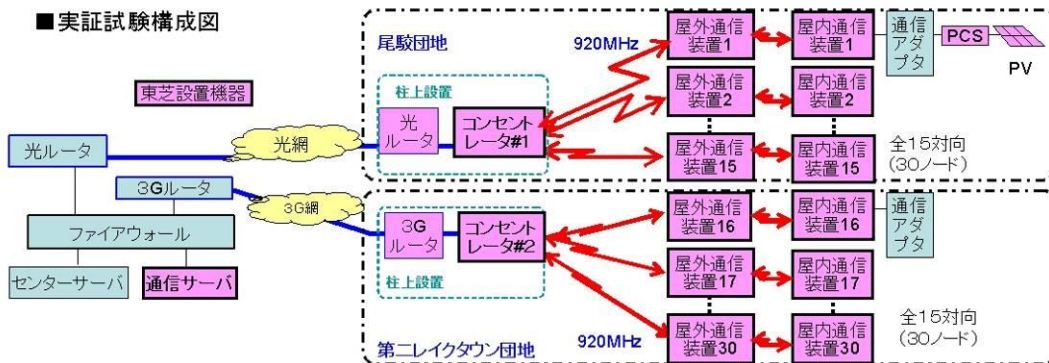 ■実証試験構成図
東芝設置機器
光ルータ
光網
3Gルータ
3G網
ファイアウォール
センターサーバ
通信サーバ
尾駮団地
920MHz
柱上設置
光
ルータ
コンセント
レータ#1
屋外通信
装置1
屋内通信
装置1
通信
アダ
プタ
PCS
PV
屋外通信
装置2
屋内通信
装置2
屋外通信
装置15
屋内通信
装置15
全15対向
(30ノード)
3G
ルータ
コンセント
レータ#2
柱上設置
屋外通信
装置16
屋内通信
装置16
通信
アダ
プタ
屋外通信
装置17
屋内通信
装置17
屋外通信
装置30
屋内通信
装置30
全15対向
(30ノード)
第二レイクタウン団地
920MHz